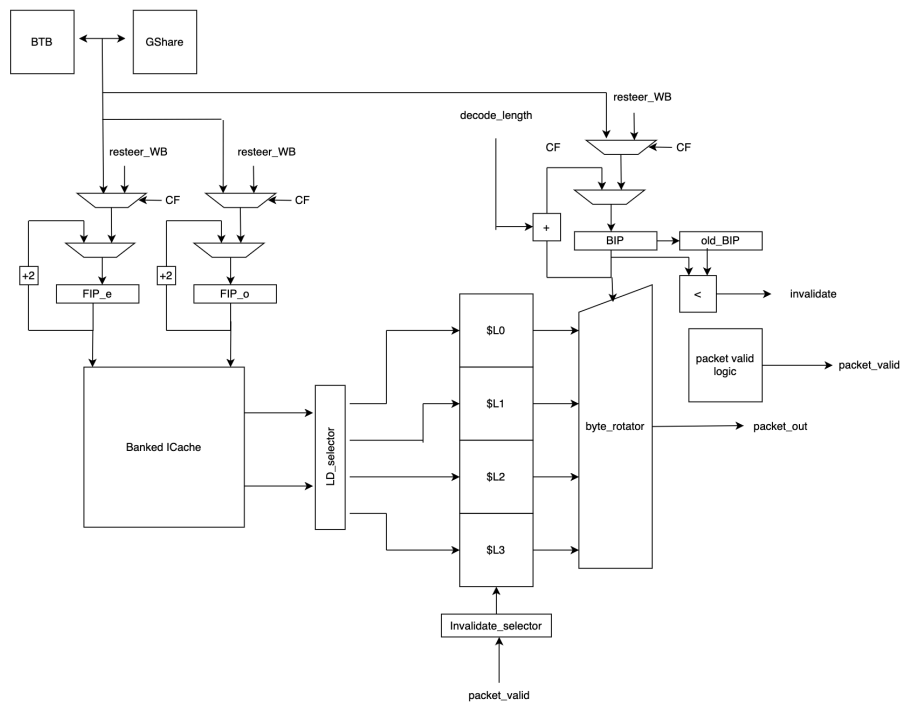 BTB
GShare
resteer_WB
decode_length
resteer_WB
resteer_WB
CF
CF
CF
CF
+
BIP
old_BIP
+2
+2
FIP_e
FIP_o
<
invalidate
$L0
packet valid
logic
packet_valid
$L1
byte_rotator
packet_out
Banked ICache
LD_selector
$L2
$L3
Invalidate_selector
packet_valid